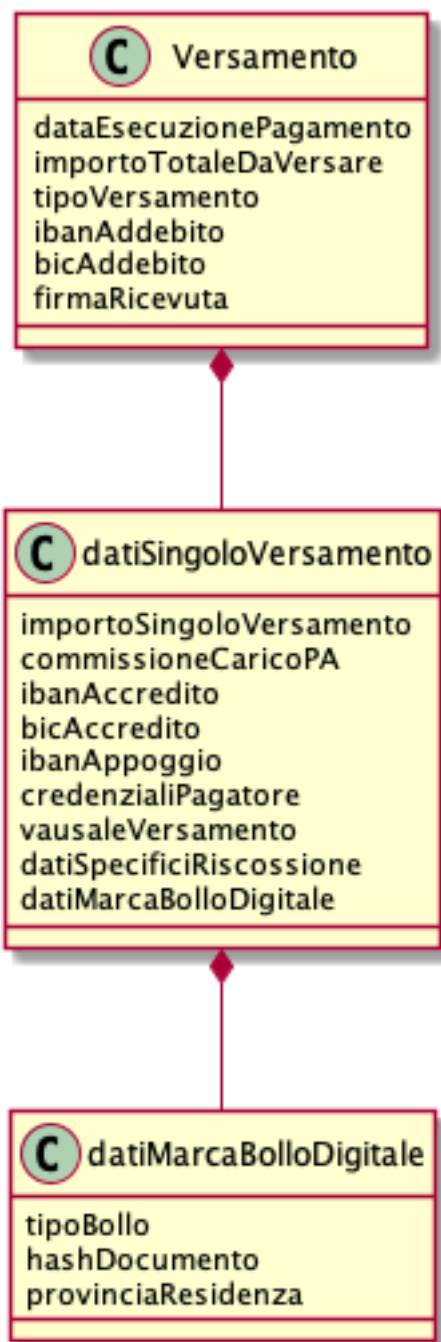 C Versamento
dataEsecuzionePagamento
importoTotaleDaVersare
tipoVersamento
ibanAddebito
bicAddebito
firmaRicevuta
C datiSingoloVersamento
importoSingoloVersamento
commissioneCaricoPA
ibanAccredito
bicAccredito
ibanAppoggio
credenzialiPagatore
vausaleVersamento
datiSpecificiRiscossione
datiMarcaBolloDigitale
C datiMarcaBolloDigitale
tipoBollo
hashDocumento
provinciaResidenza